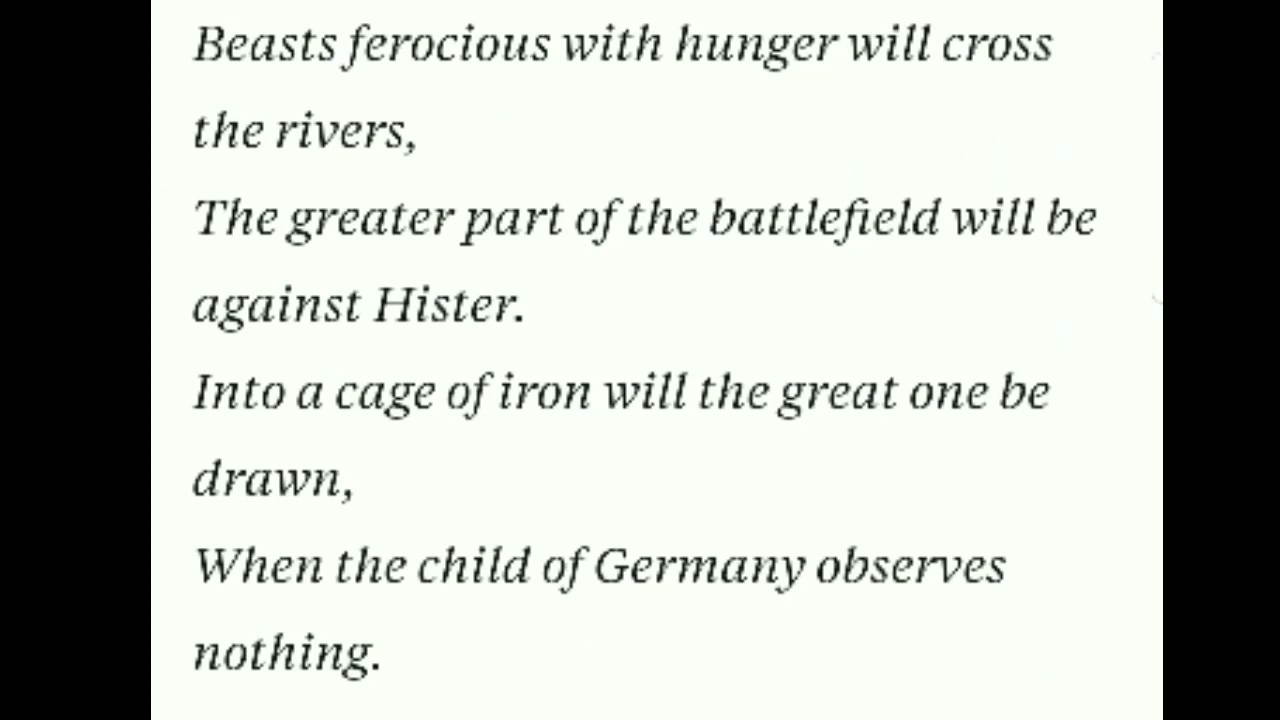 Beasts ferocious with hunger will cross
the rivers,
The greater part of the battlefield will be
against Hister.
Into a cage of iron will the great one be
drawn,
When the child of Germany observes
nothing.